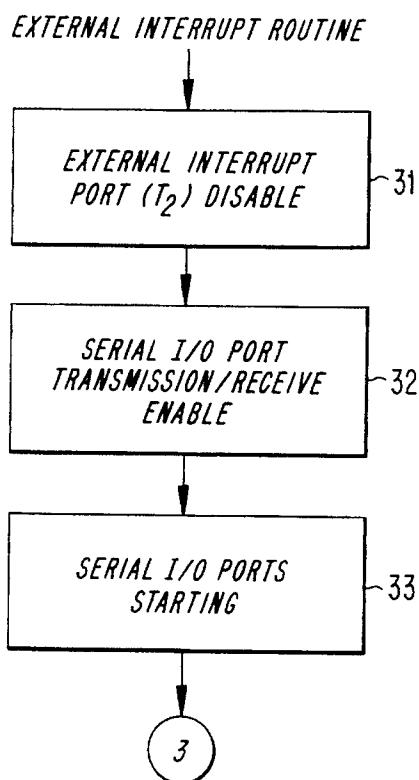 EXTERNAL INTERRUPT ROUTINE
EXTERNAL INTERRUPT
PORT (T2) DISABLE
31
SERIAL I/O PORT
TRANSMISSION/RECEIVE
ENABLE
32
SERIAL I/O PORTS
STARTING
33
3